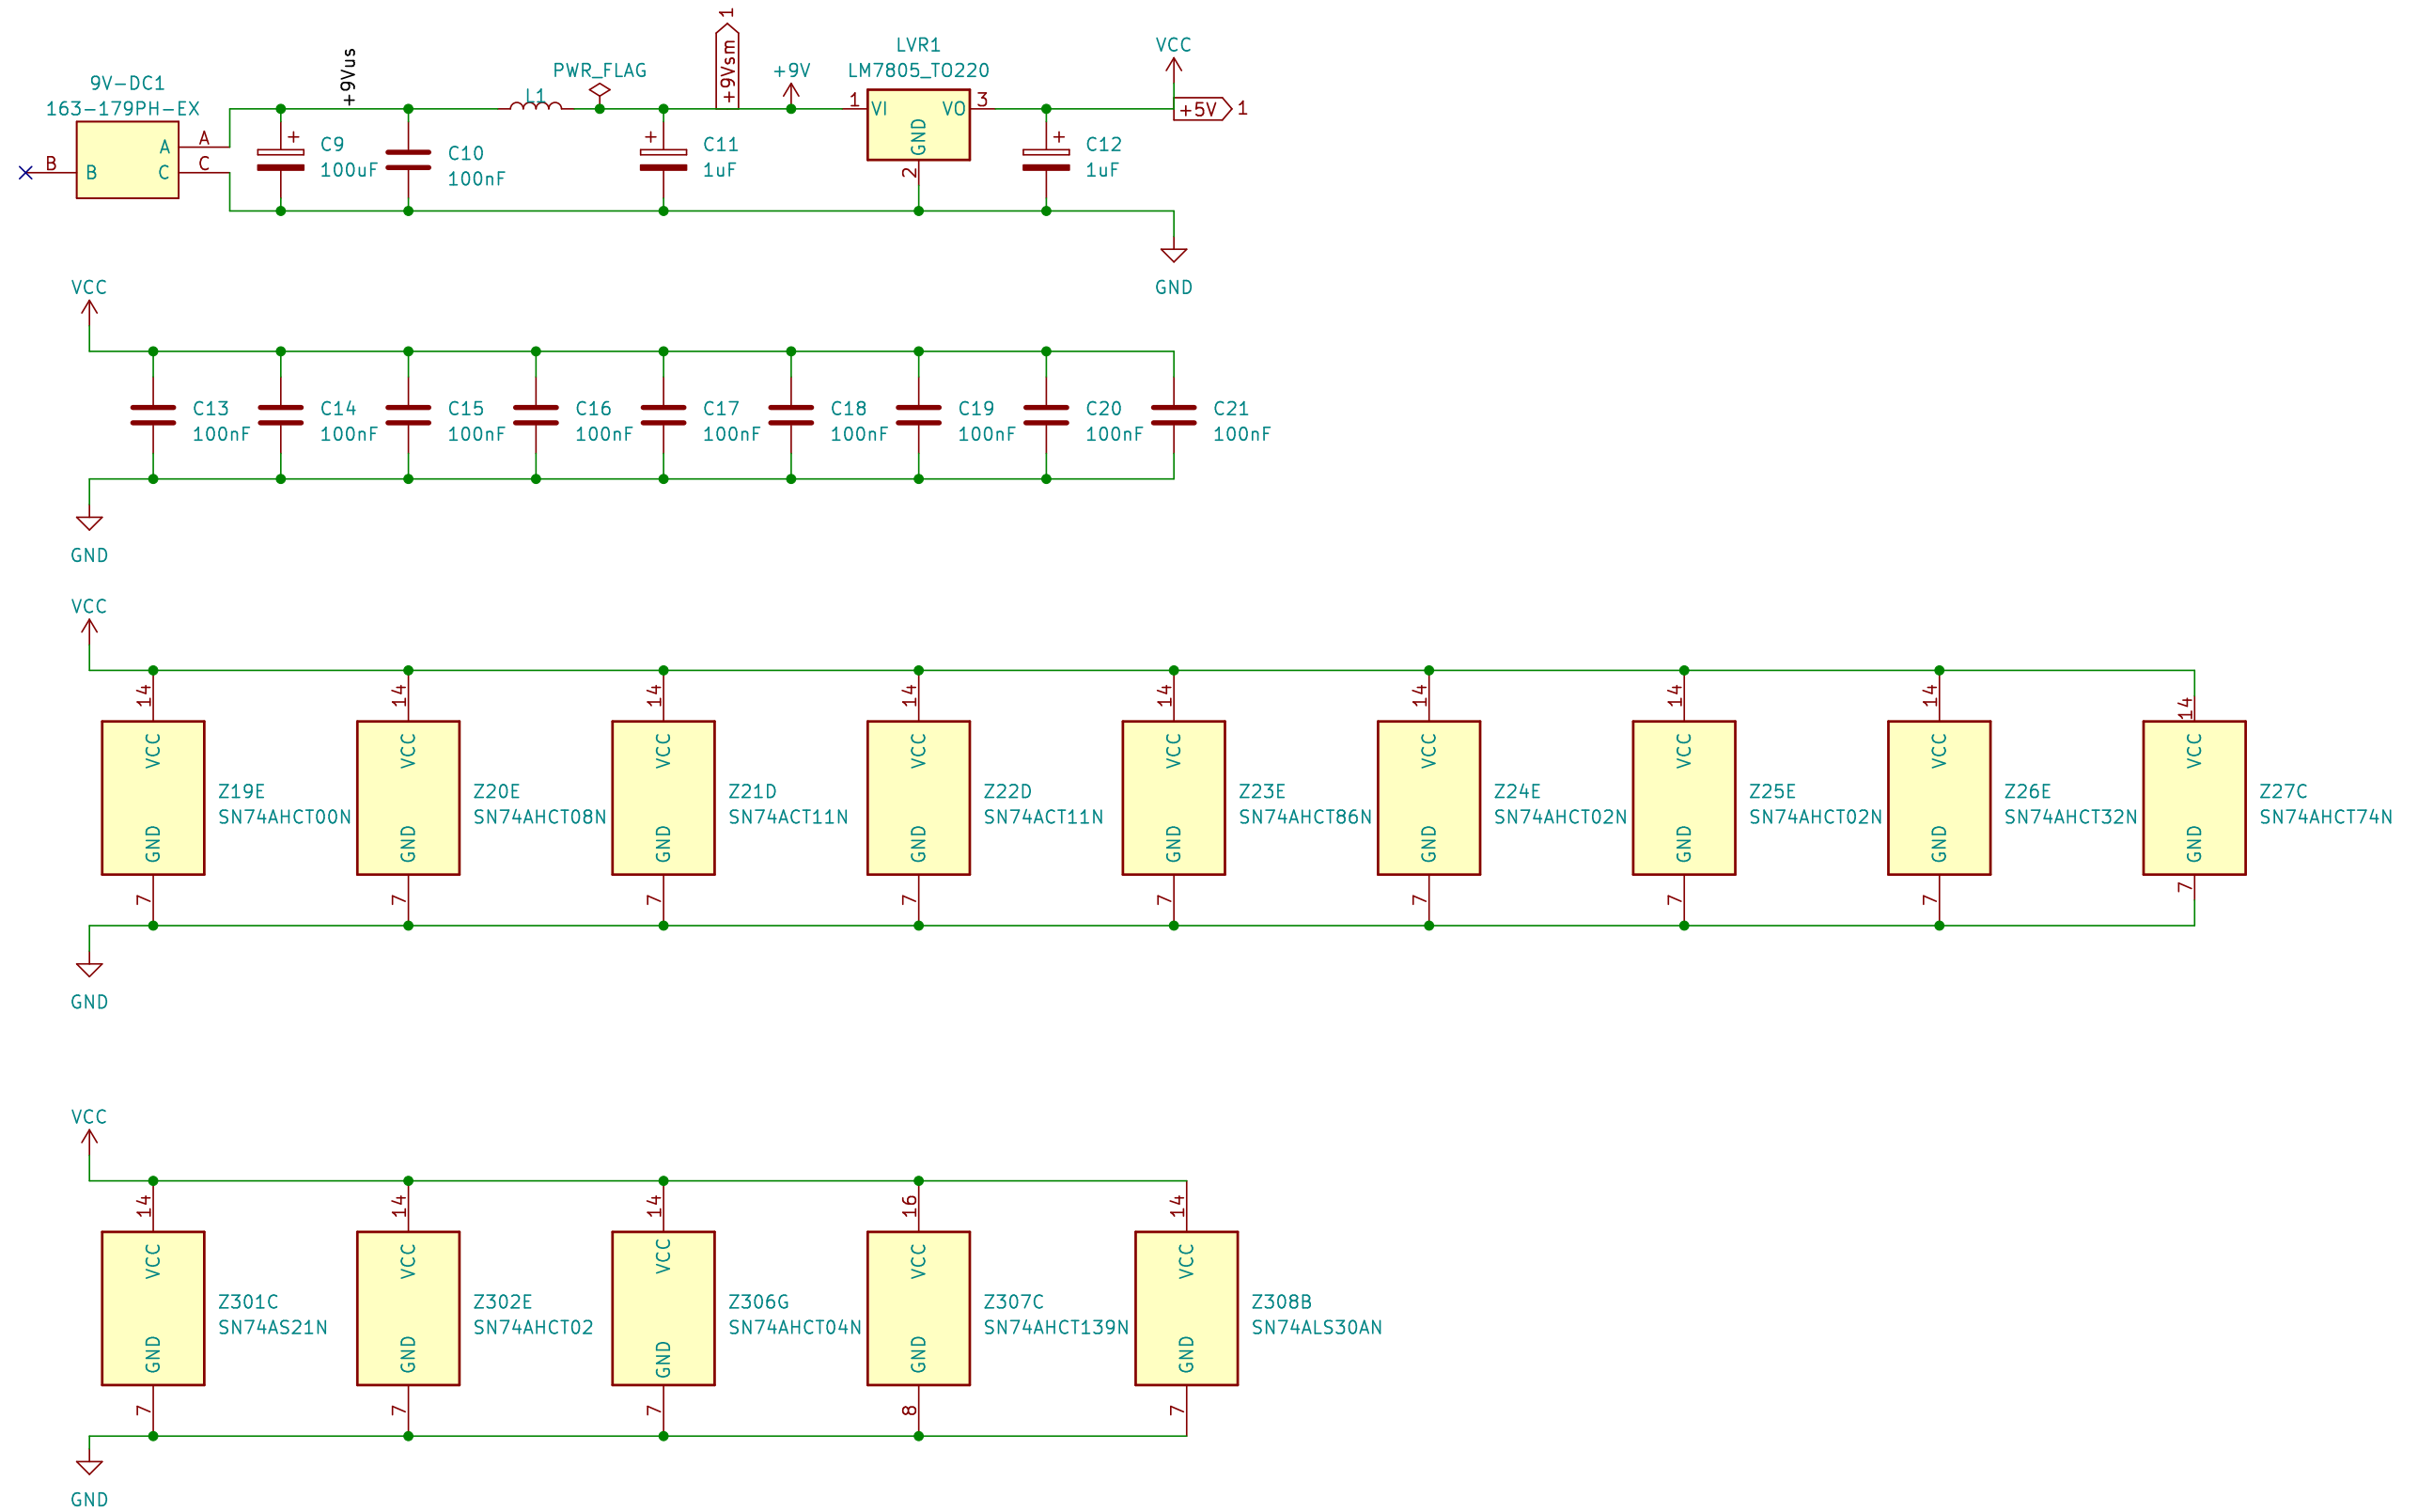 1
+9Vsm
+9Vus
9V-DC1
163-179PH-EX
B
B
A
C
A
C
+
C9
100uF
C10
100nF
L1
PWR_FLAG
+
C11
1uF
+9V
LVR1
LM7805_TO220
1
VI
VO
3
GND
2
+
C12
1uF
VCC
+5V
1
GND
VCC
C13
100nF
C14
100nF
C15
100nF
C16
100nF
C17
100nF
C18
100nF
C19
100nF
C20
100nF
C21
100nF
GND
VCC
14
VCC
GND
7
Z19E
SN74AHCT00N
14
VCC
GND
7
Z20E
SN74AHCT08N
14
VCC
GND
7
Z21D
SN74ACT11N
14
VCC
GND
7
Z22D
SN74ACT11N
14
VCC
GND
7
Z23E
SN74AHCT86N
14
VCC
GND
7
Z24E
SN74AHCT02N
14
VCC
GND
7
Z25E
SN74AHCT02N
14
VCC
GND
7
Z26E
SN74AHCT32N
14
VCC
GND
7
Z27C
SN74AHCT74N
GND
VCC
14
VCC
GND
7
Z301C
SN74AS21N
14
VCC
GND
7
Z302E
SN74AHCT02
14
VCC
GND
7
Z306G
SN74AHCT04N
16
VCC
GND
8
Z307C
SN74AHCT139N
14
VCC
GND
7
Z308B
SN74ALS30AN
GND